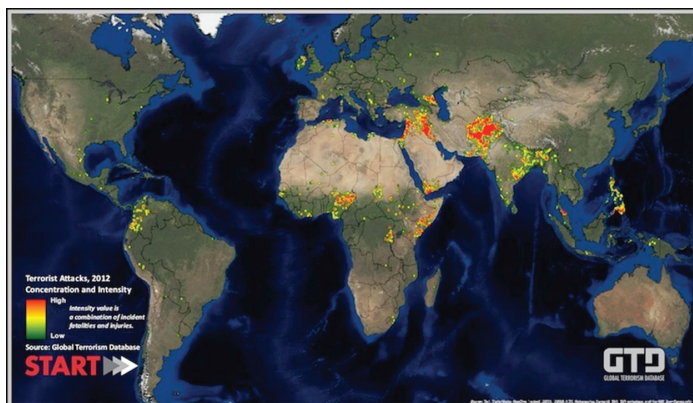 Terrorist Attacks, 2012
Concentration and Intensity
High
Intensity value is
a combination of incident
fatalities and injuries.
Low
Source: Global Terrorism Database
START
GTD
GLOBAL TERRORISM DATABASE